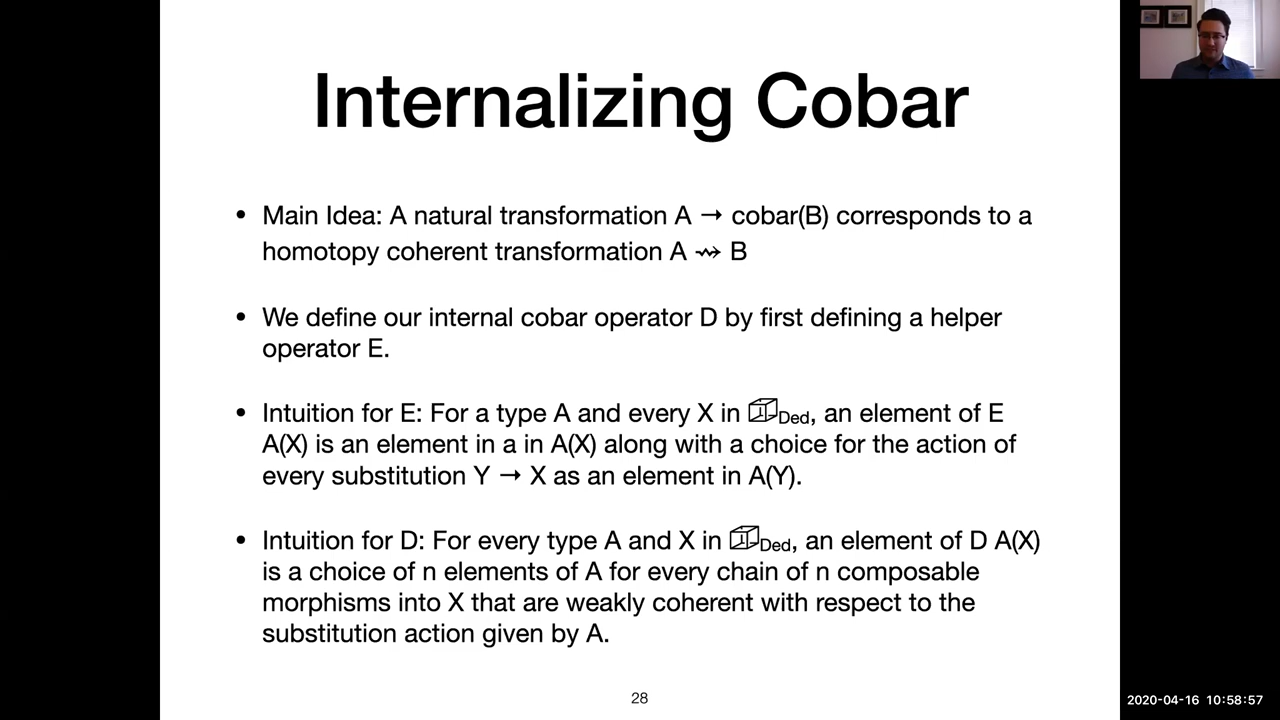 Internalizing Cobar
• Main Idea: A natural transformation A → cobar(B) corresponds to a
homotopy coherent transformation A ⇝ B
• We define our internal cobar operator D by first defining a helper
operator E.
• Intuition for E: For a type A and every X in Ded, an element of E
A(X) is an element in a in A(X) along with a choice for the action of
every substitution Y → X as an element in A(Y).
• Intuition for D: For every type A and X in Ded, an element of D A(X)
is a choice of n elements of A for every chain of n composable
morphisms into X that are weakly coherent with respect to the
substitution action given by A.
28
2020-04-16 10:58:57